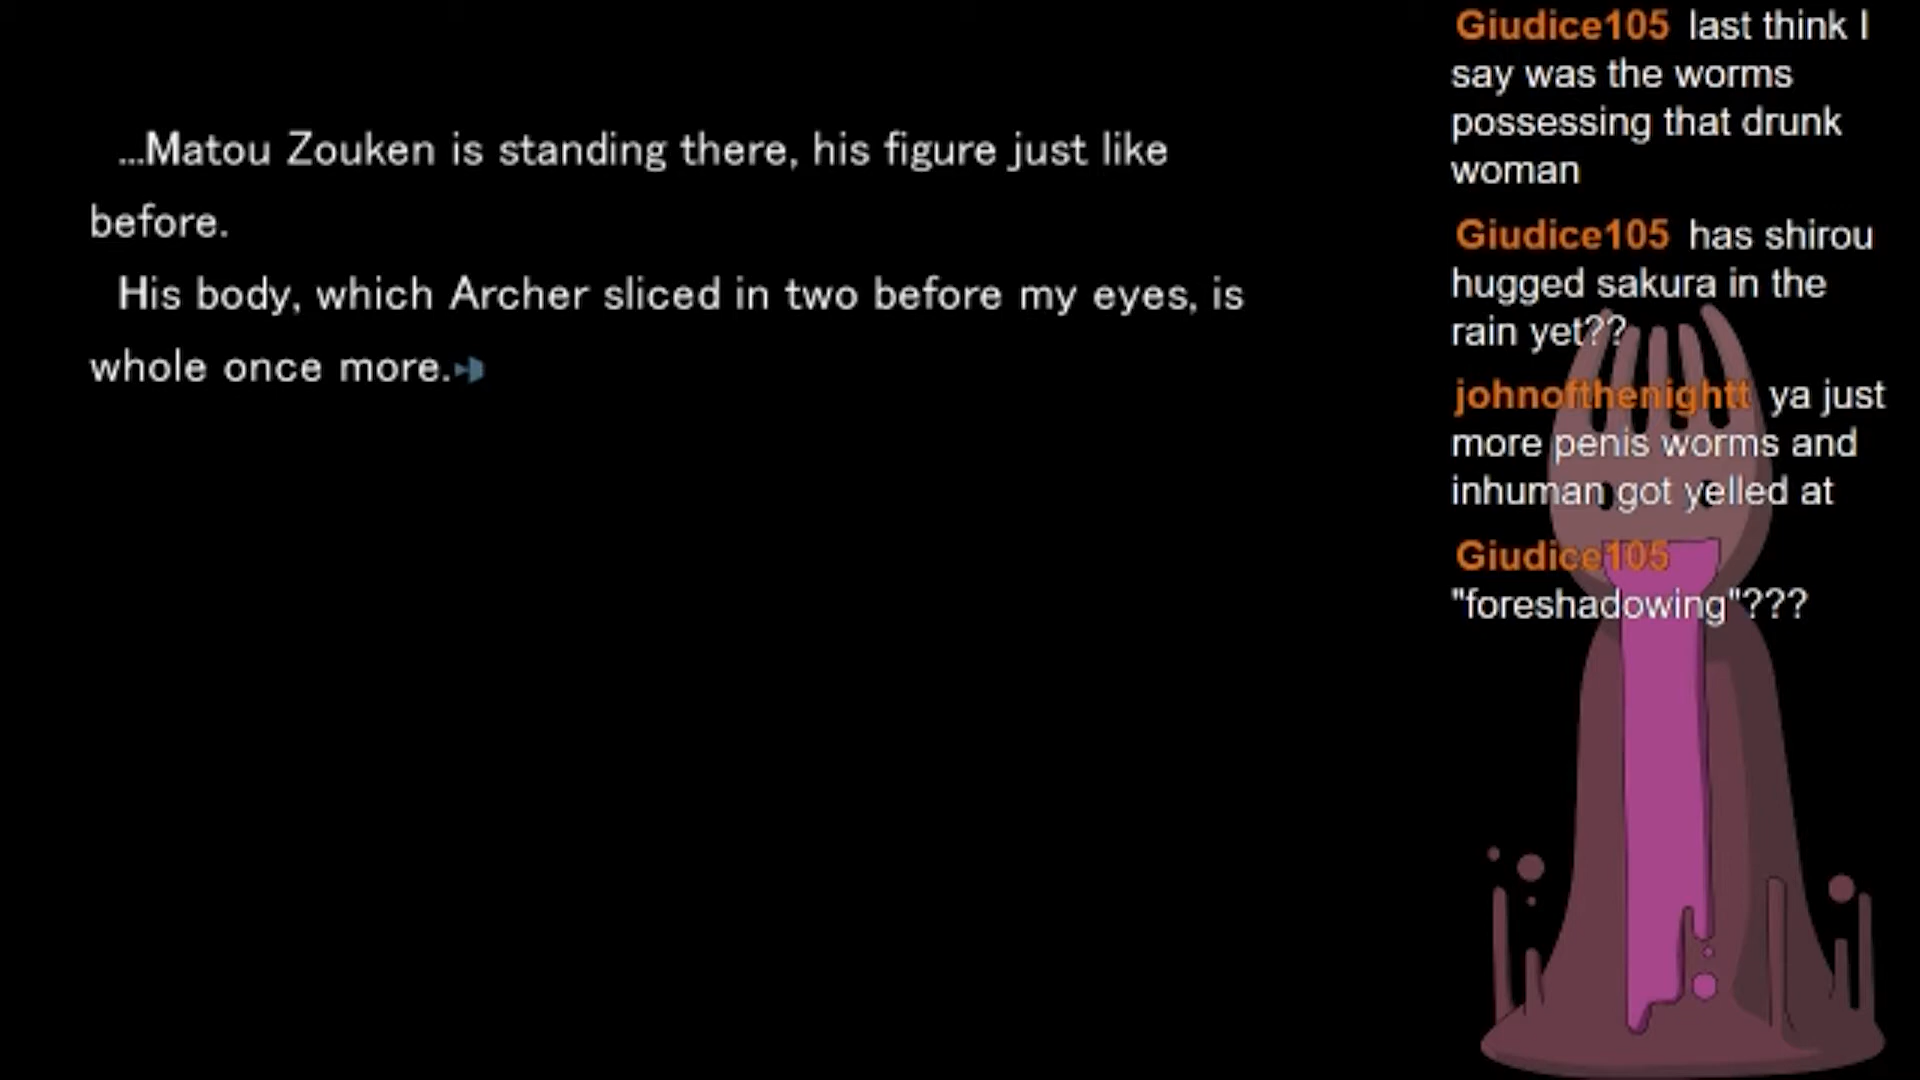 ...Matou Zouken is standing there, his figure just like
before.
His body, which Archer sliced in two before my eyes, is
whole once more.
Giudice105 last think I
say was the worms
possessing that drunk
woman
Giudice105 has shirou
hugged sakura in the
rain yet??
johnofthenightt ya just
more penis worms and
inhuman got yelled at
Giudice105
"foreshadowing"???